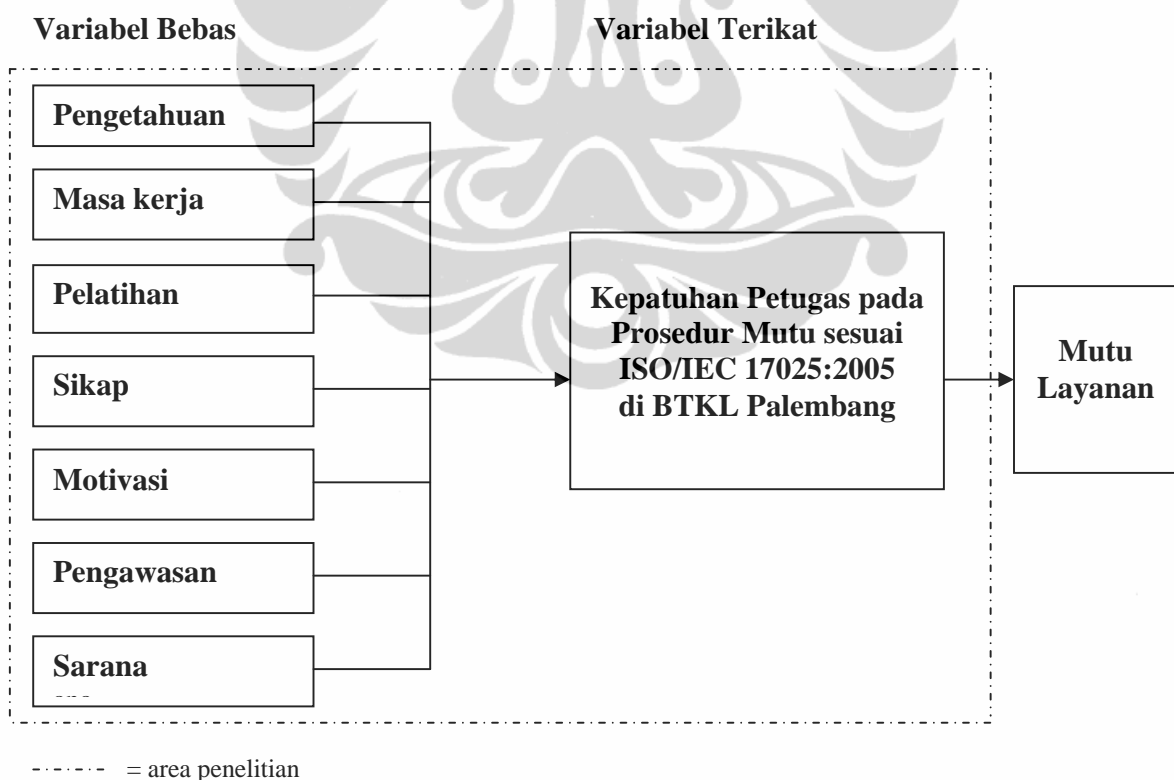 Variabel Bebas
Variabel Terikat
Pengetahuan
Masa kerja
Pelatihan
Sikap
Motivasi
Pengawasan
Sarana
Kepatuhan Petugas pada
Prosedur Mutu sesuai
ISO/IEC 17025:2005
di BTKL Palembang
Mutu
Layanan
= area penelitian